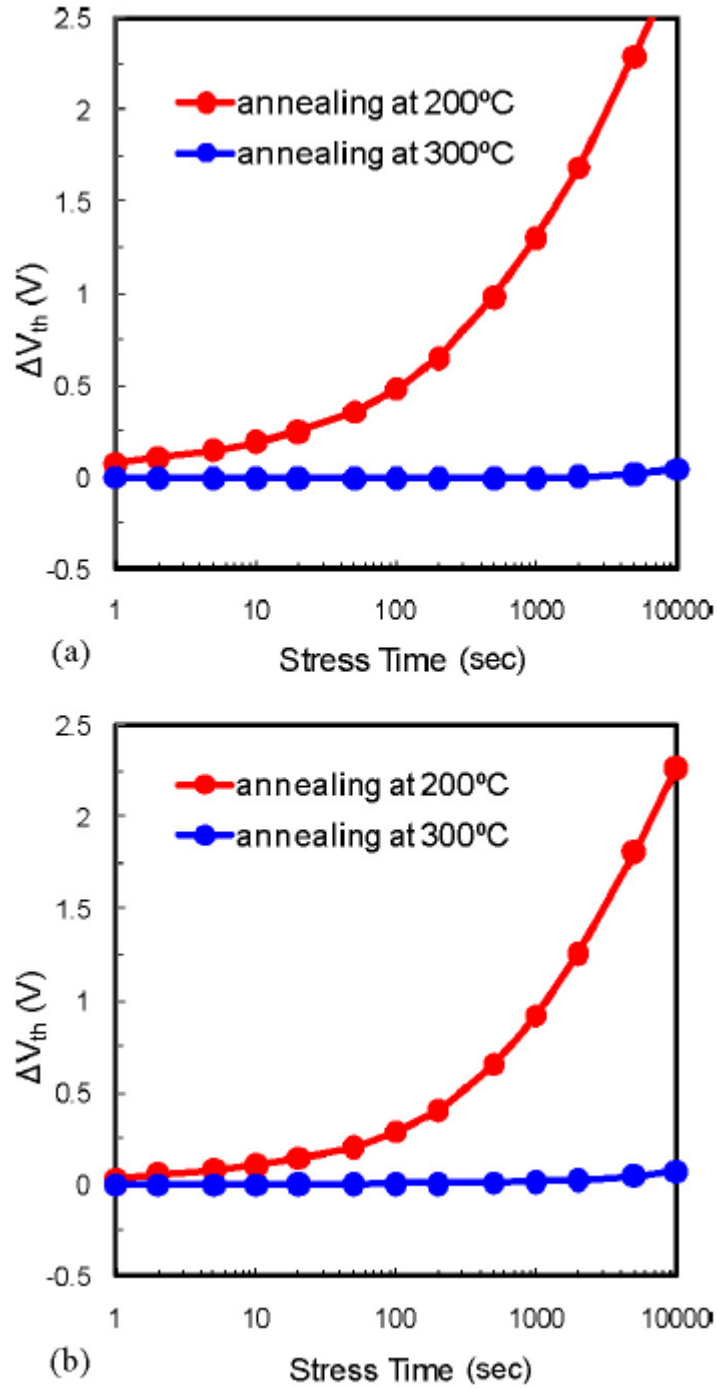 2.5
annealing at 200ºC
2
annealing at 300ºC
1.5
ΔVth (V)
1
0.5
0
-0.5
1 10 100 1000 10000
(a) Stress Time (sec)
2.5
annealing at 200ºC
2
annealing at 300ºC
1.5
ΔVth (V)
1
0.5
0
-0.5
1 10 100 1000 10000
(b) Stress Time (sec)